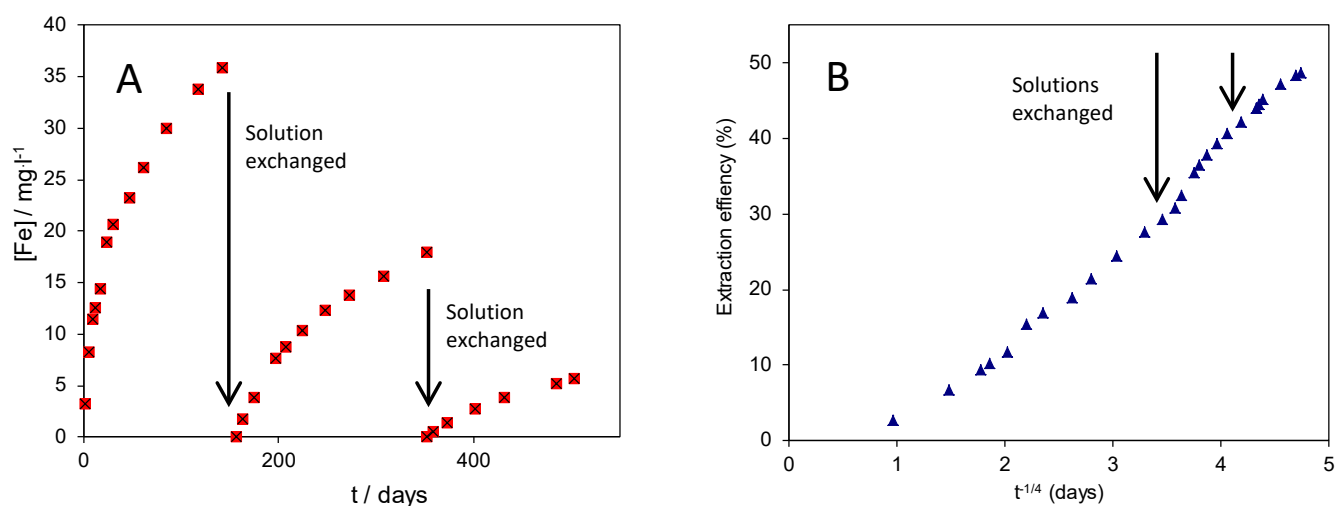 A
40
35
30
25
20
15
10
5
0
[Fe] / mg·l⁻¹
Solution
exchanged
Solution
exchanged
0
200
400
t / days
B
50
40
30
20
10
0
Extraction effiency (%)
Solutions
exchanged
0
1
2
3
4
5
t⁻¹/⁴ (days)